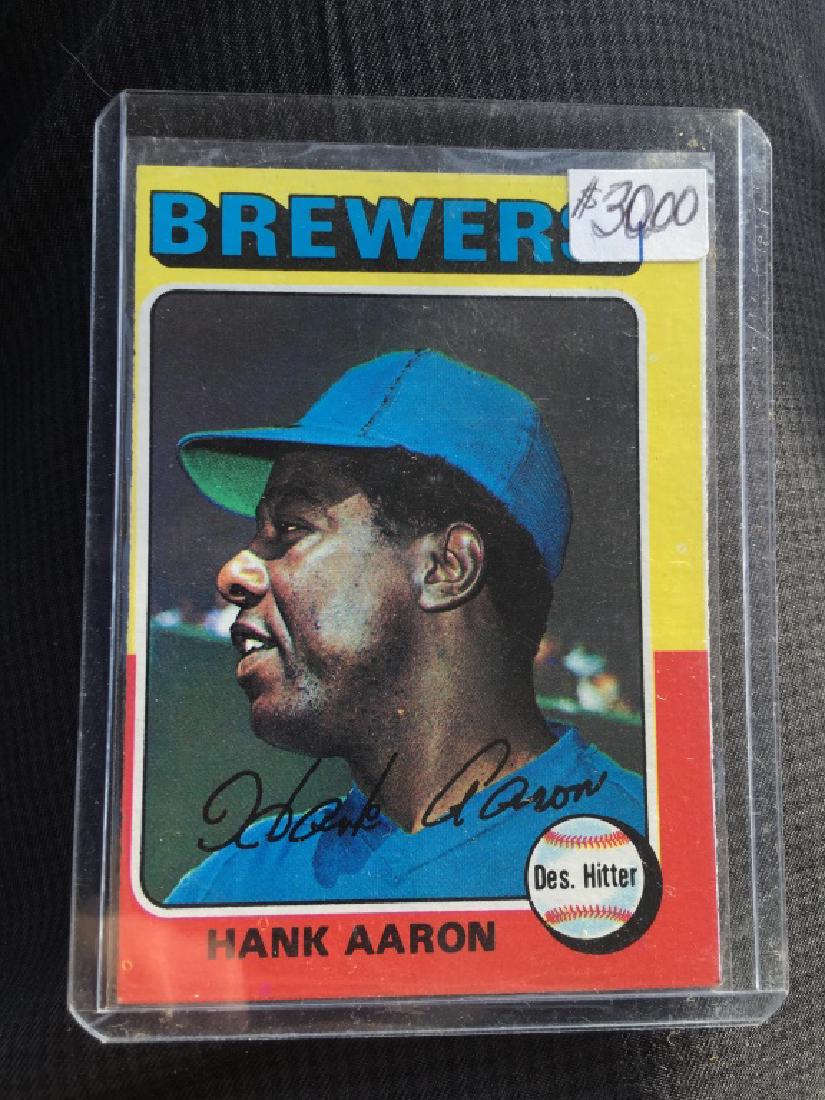 BREWERS
$30.00
Hank Aaron
Des. Hitter
HANK AARON